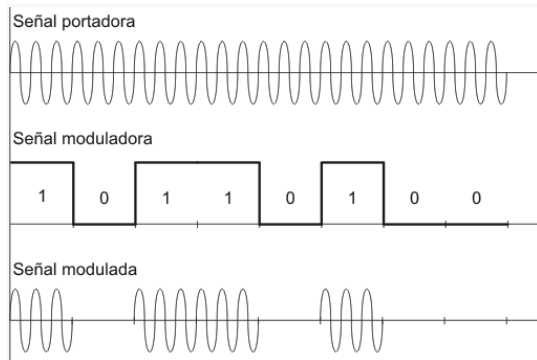 Señal portadora
Señal moduladora
1 0 1 1 0 1 0 0
Señal modulada